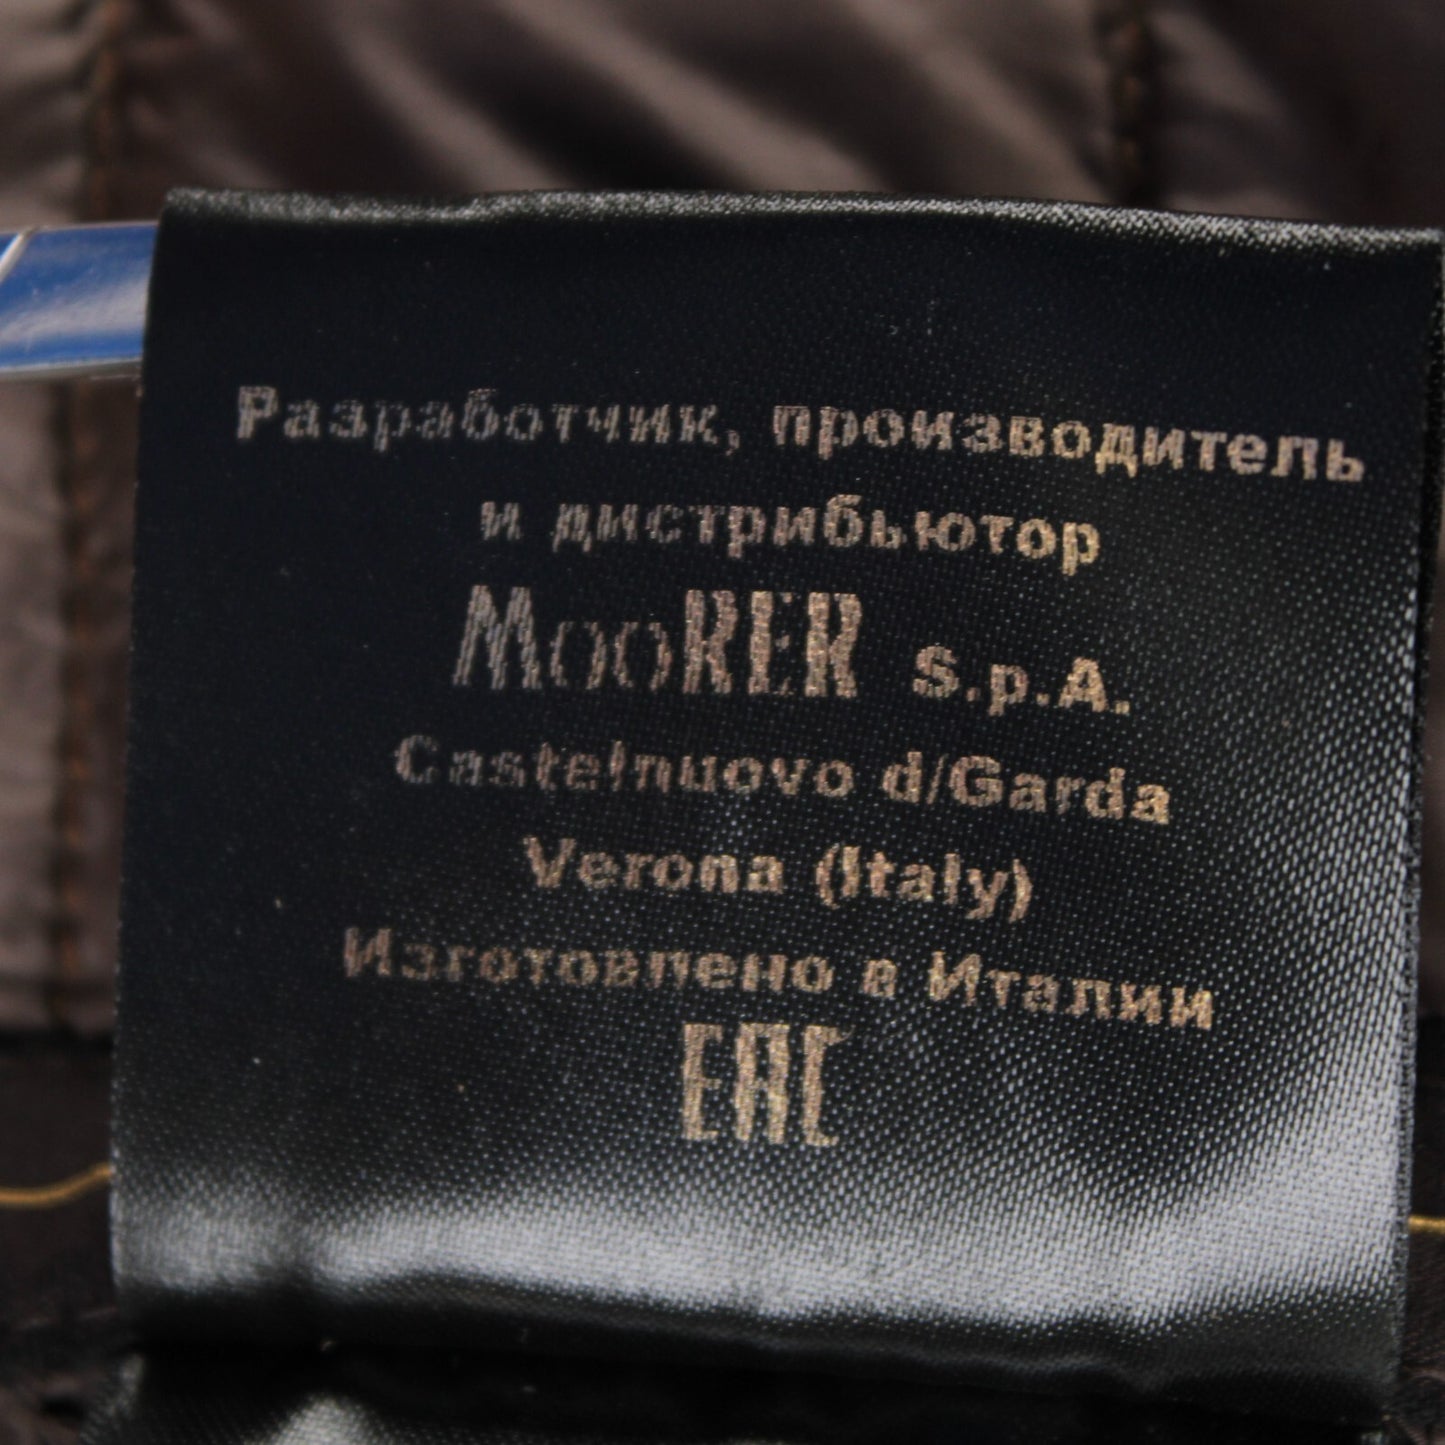 Разработчик, производитель
и дистрибьютор
MOORER S.p.A.
Castelnuovo d/Garda
Verona (Italy)
Изготовлено в Италии
EAC